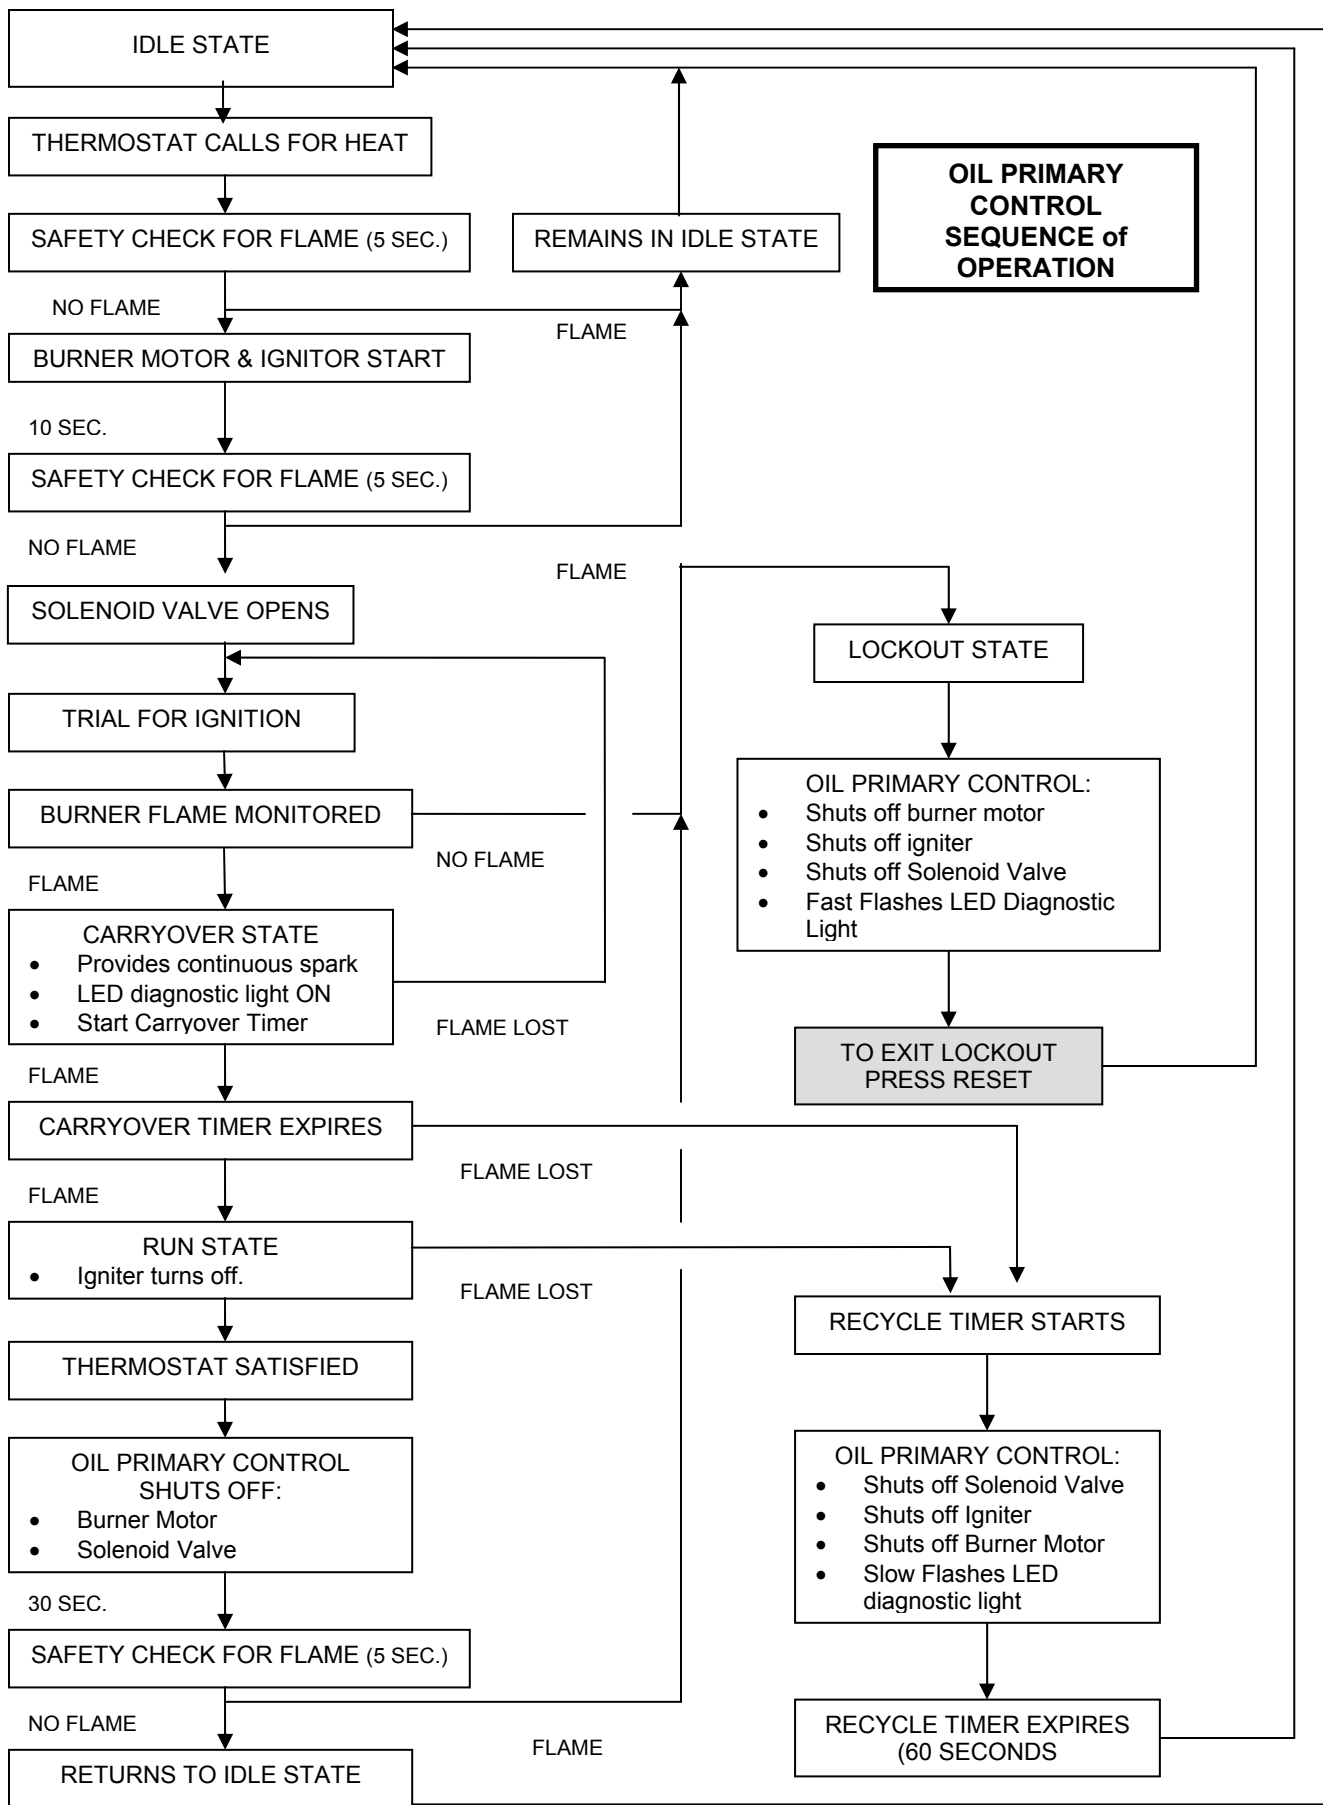 IDLE STATE
THERMOSTAT CALLS FOR HEAT
OIL PRIMARY
CONTROL
SEQUENCE of
OPERATION
SAFETY CHECK FOR FLAME (5 SEC.)
REMAINS IN IDLE STATE
NO FLAME
FLAME
BURNER MOTOR & IGNITOR START
10 SEC.
SAFETY CHECK FOR FLAME (5 SEC.)
NO FLAME
FLAME
SOLENOID VALVE OPENS
LOCKOUT STATE
TRIAL FOR IGNITION
BURNER FLAME MONITORED
NO FLAME
OIL PRIMARY CONTROL:
• Shuts off burner motor
• Shuts off igniter
• Shuts off Solenoid Valve
• Fast Flashes LED Diagnostic
Light
FLAME
CARRYOVER STATE
• Provides continuous spark
• LED diagnostic light ON
• Start Carryover Timer
FLAME LOST
TO EXIT LOCKOUT
PRESS RESET
FLAME
CARRYOVER TIMER EXPIRES
FLAME LOST
FLAME
RUN STATE
• Igniter turns off.
FLAME LOST
RECYCLE TIMER STARTS
THERMOSTAT SATISFIED
OIL PRIMARY CONTROL
SHUTS OFF:
• Burner Motor
• Solenoid Valve
OIL PRIMARY CONTROL:
• Shuts off Solenoid Valve
• Shuts off Igniter
• Shuts off Burner Motor
• Slow Flashes LED
diagnostic light
30 SEC.
SAFETY CHECK FOR FLAME (5 SEC.)
NO FLAME
FLAME
RECYCLE TIMER EXPIRES
(60 SECONDS
RETURNS TO IDLE STATE